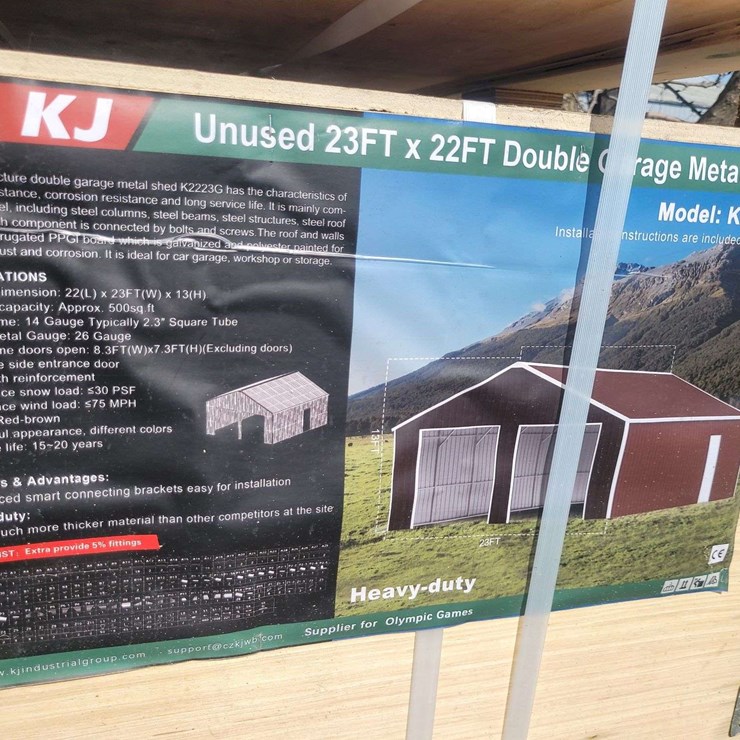 KJ
Unused 23FT x 22FT Double Garage Meta
Model: K
Installa nstructions are included
cture double garage metal shed K2223G has the characteristics of
stance, corrosion resistance and long service life. It is mainly com-
el, including steel columns, steel beams, steel structures, steel roof
h component is connected by bolts and screws. The roof and walls
rugated PPGI board which is galvanized and polyester painted for
ust and corrosion. It is ideal for car garage, workshop or storage.
ATIONS
imension: 22(L) x 23FT(W) x 13(H)
capacity: Approx. 500sq.ft
me: 14 Gauge Typically 2.3" Square Tube
etal Gauge: 26 Gauge
me doors open: 8.3FT(W)x7.3FT(H)(Excluding doors)
e side entrance door
th reinforcement
ce snow load: ≤30 PSF
ace wind load: ≤75 MPH
Red-brown
ul appearance, different colors
e life: 15~20 years
s & Advantages:
ced smart connecting brackets easy for installation
duty:
uch more thicker material than other competitors at the site
IST: Extra provide 5% fittings
13FT
23FT
CE
Heavy-duty
w.kjindustrialgroup.com support@czkjwb.com Supplier for Olympic Games